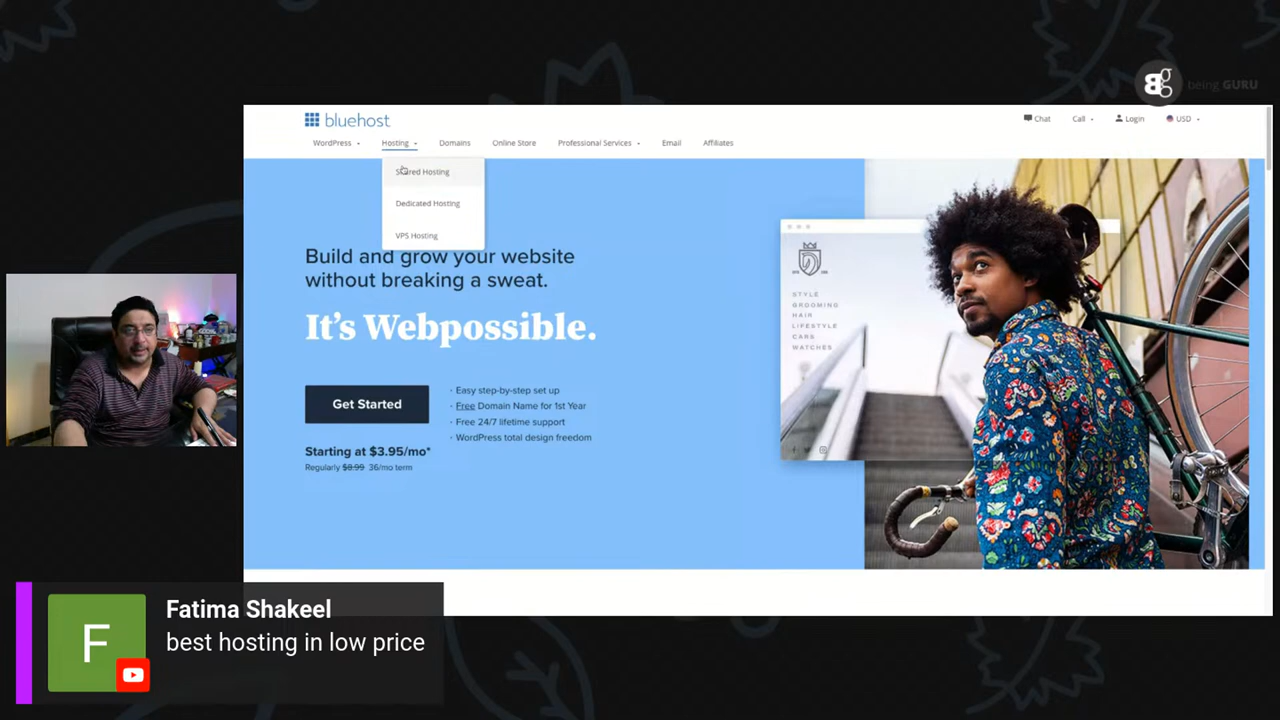 being GURU
bluehost
Chat
Call
Login
USD
WordPress
Hosting
Domains
Online Store
Professional Services
Email
Affiliates
Shared Hosting
Dedicated Hosting
VPS Hosting
Build and grow your website
without breaking a sweat.
It's Webpossible.
Get Started
Starting at $3.95/mo*
Regularly $8.99 36/mo term
· Easy step-by-step set up
· Free Domain Name for 1st Year
· Free 24/7 lifetime support
· WordPress total design freedom
STYLE
GROOMING
HAIR
LIFESTYLE
CARS
WATCHES
F
Fatima Shakeel
best hosting in low price